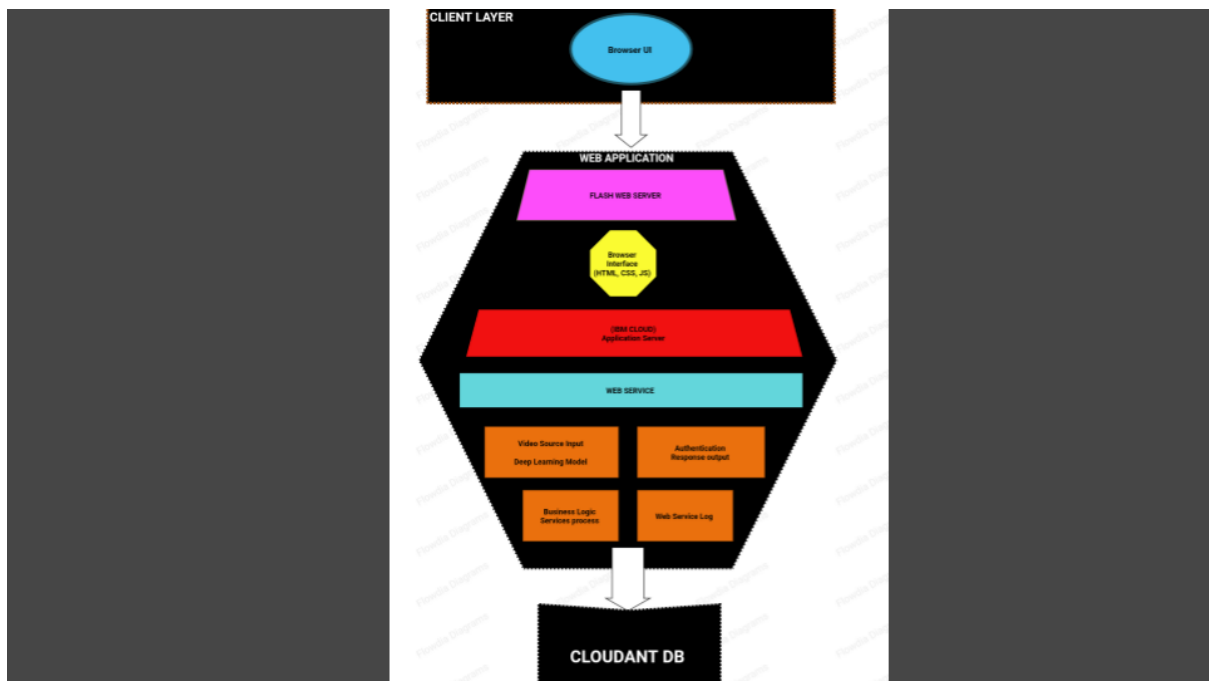 CLIENT LAYER
Browser UI
WEB APPLICATION
FLASH WEB SERVER
Browser
Interface
(HTML, CSS, JS)
(IBM CLOUD)
Application Server
WEB SERVICE
Video Source Input
Deep Learning Model
Authentication
Response output
Business Logic
Services process
Web Service Log
CLOUDANT DB
Flowdia Diagrams